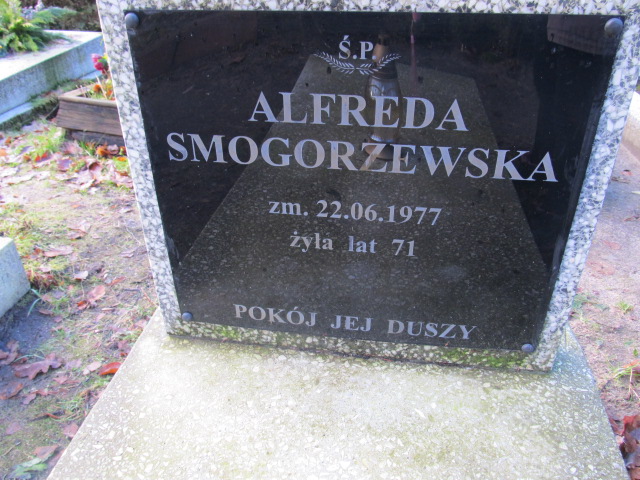 Ś.P.
ALFREDA
SMOGORZEWSKA
zm. 22.06.1977
żyła lat 71
POKÓJ JEJ DUSZY